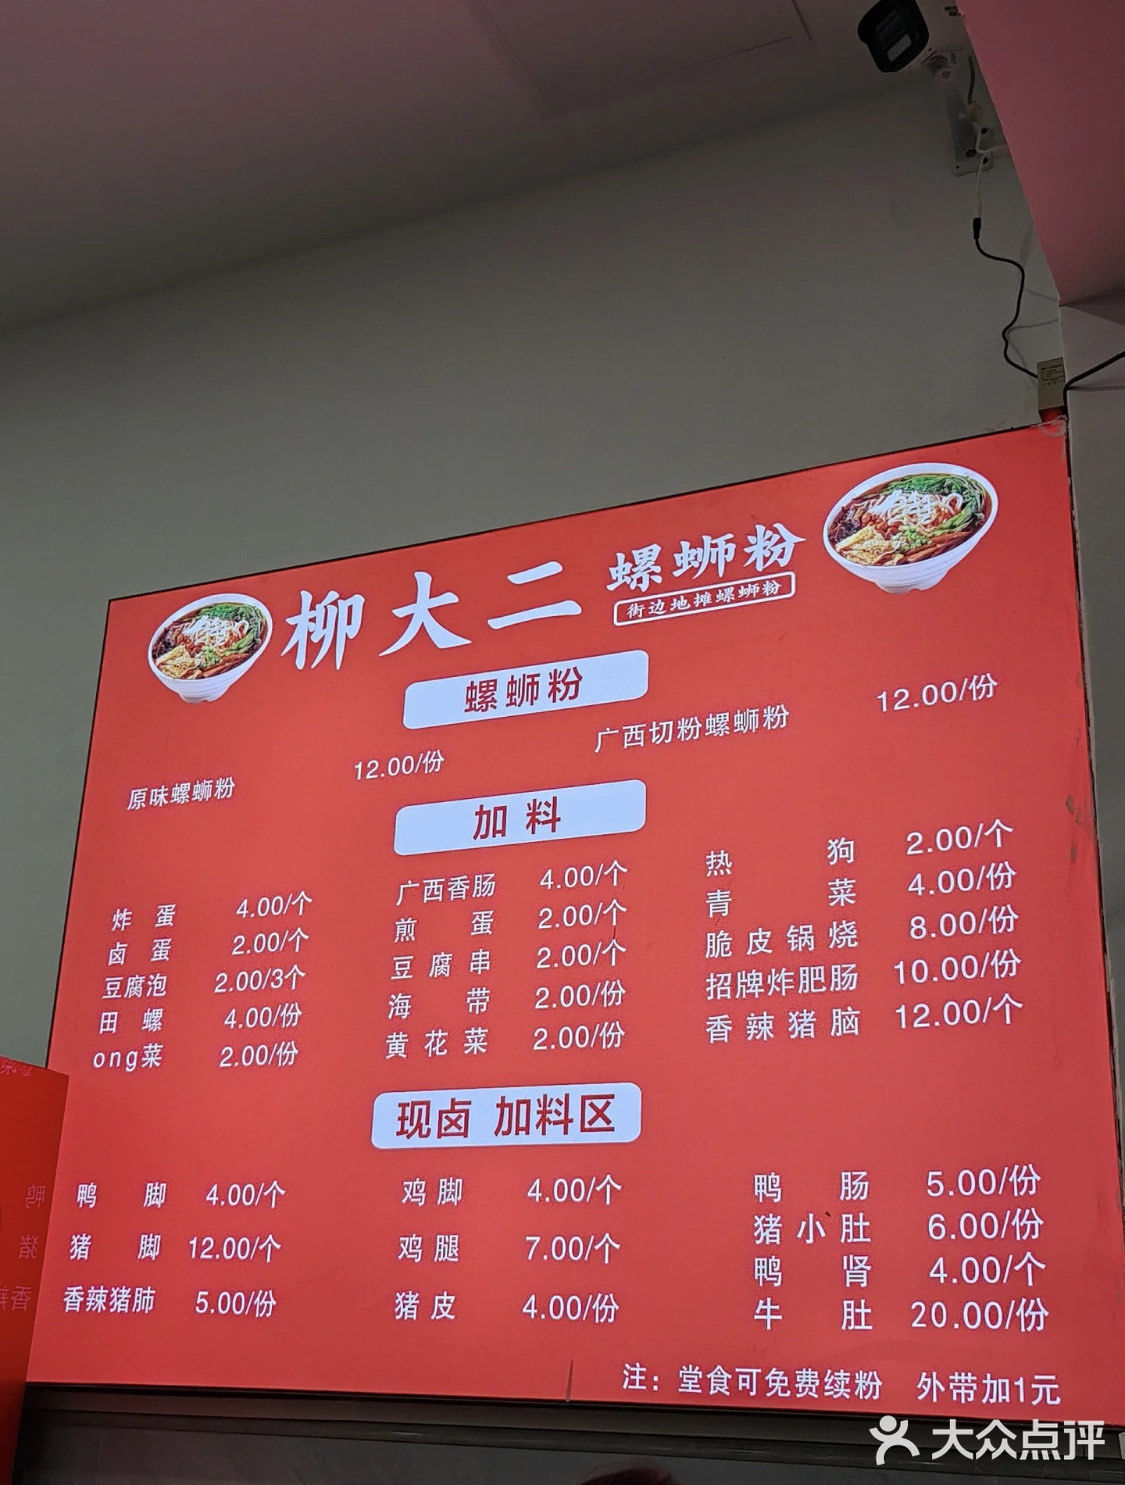 柳大二 螺蛳粉
街边地摊螺蛳粉
螺蛳粉
原味螺蛳粉 12.00/份 广西切粉螺蛳粉 12.00/份
加料
炸蛋 4.00/个 广西香肠 4.00/个 热狗 2.00/个
卤蛋 2.00/个 煎蛋 2.00/个 青菜 4.00/份
豆腐泡 2.00/3个 豆腐串 2.00/个 脆皮锅烧 8.00/份
田螺 4.00/份 海带 2.00/份 招牌炸肥肠 10.00/份
ong菜 2.00/份 黄花菜 2.00/份 香辣猪脑 12.00/个
现卤 加料区
鸭脚 4.00/个 鸡脚 4.00/个 鸭肠 5.00/份
猪脚 12.00/个 鸡腿 7.00/个 猪小肚 6.00/份
香辣猪肺 5.00/份 猪皮 4.00/份 鸭肾 4.00/个
牛肚 20.00/份
注：堂食可免费续粉 外带加1元
大众点评